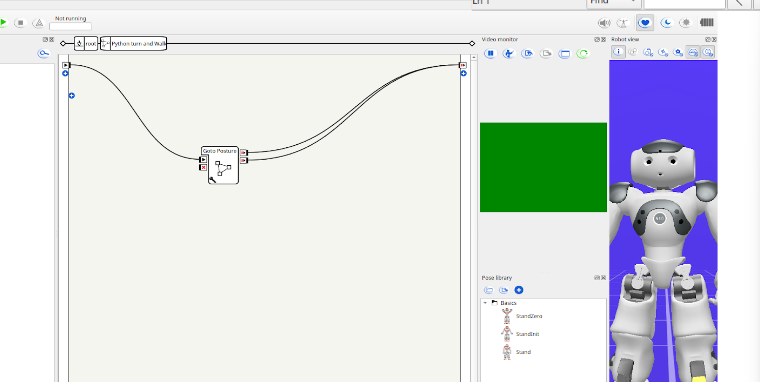 Find
Not running
root
Python turn and Walk
Video monitor
Robot view
Goto Posture
Pose library
Basics
StandZero
StandInit
Stand